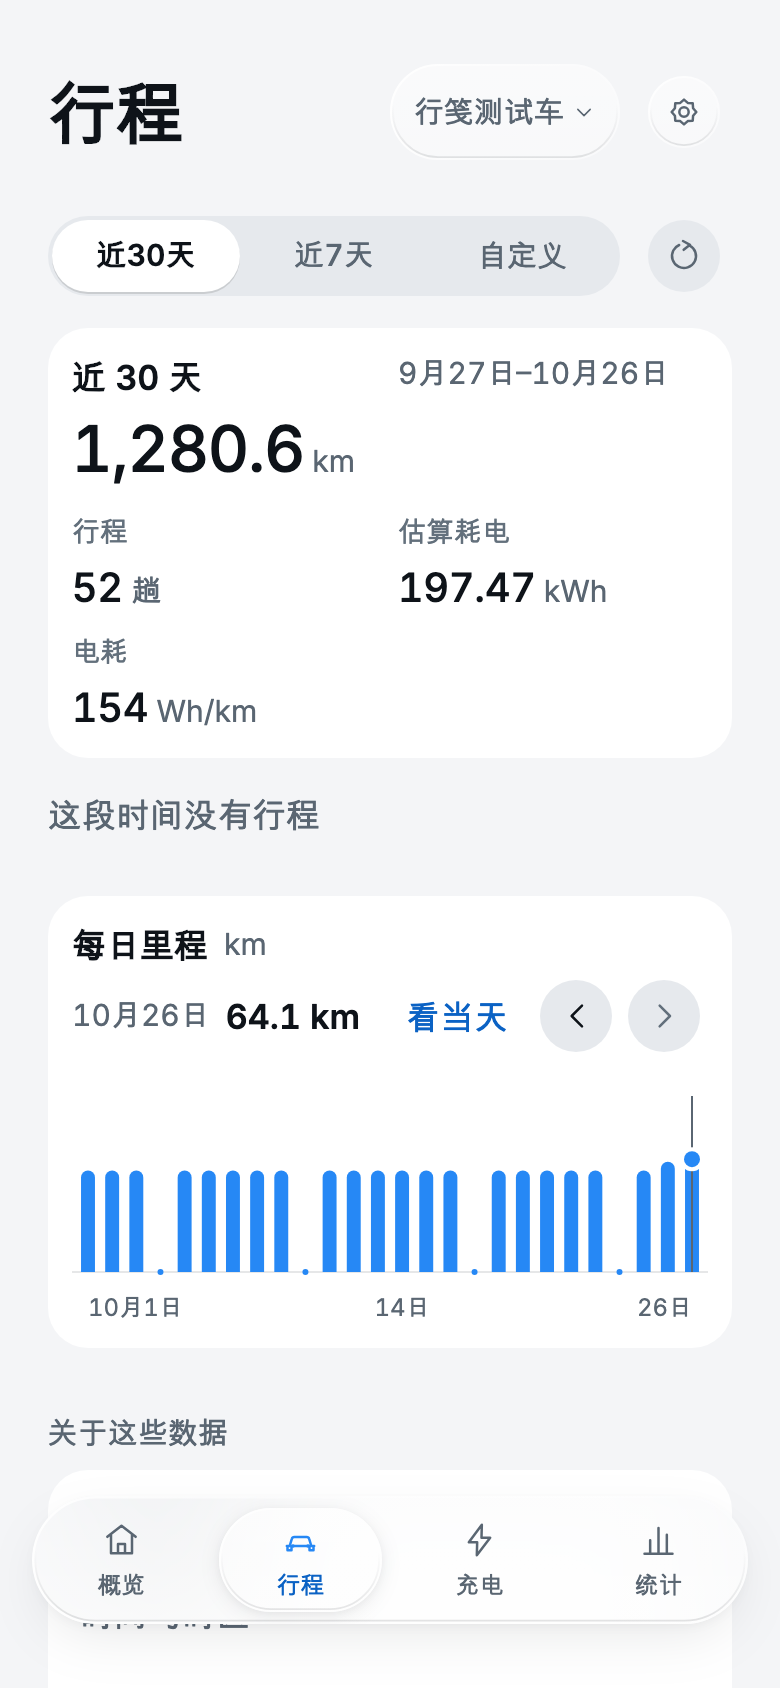 行程
行笺测试车
近30天
近7天
自定义
近 30 天
9月27日–10月26日
1,280.6 km
行程
估算耗电
52 趟
197.47 kWh
电耗
154 Wh/km
这段时间没有行程
每日里程 km
10月26日 64.1 km
看当天
10月1日
14日
26日
关于这些数据
概览
行程
充电
统计